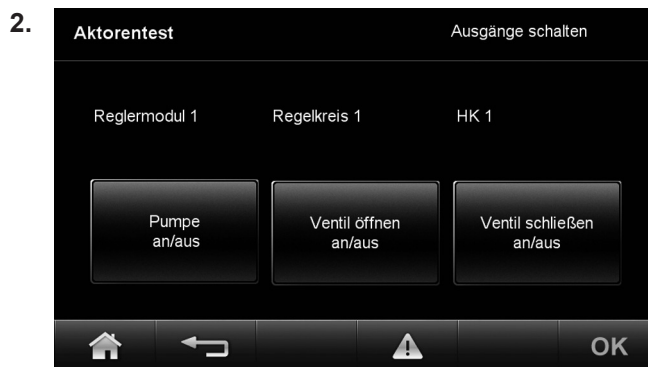 2.
Aktorentest Ausgänge schalten
Reglermodul 1 Regelkreis 1 HK 1
Pumpe
an/aus
Ventil öffnen
an/aus
Ventil schließen
an/aus
OK